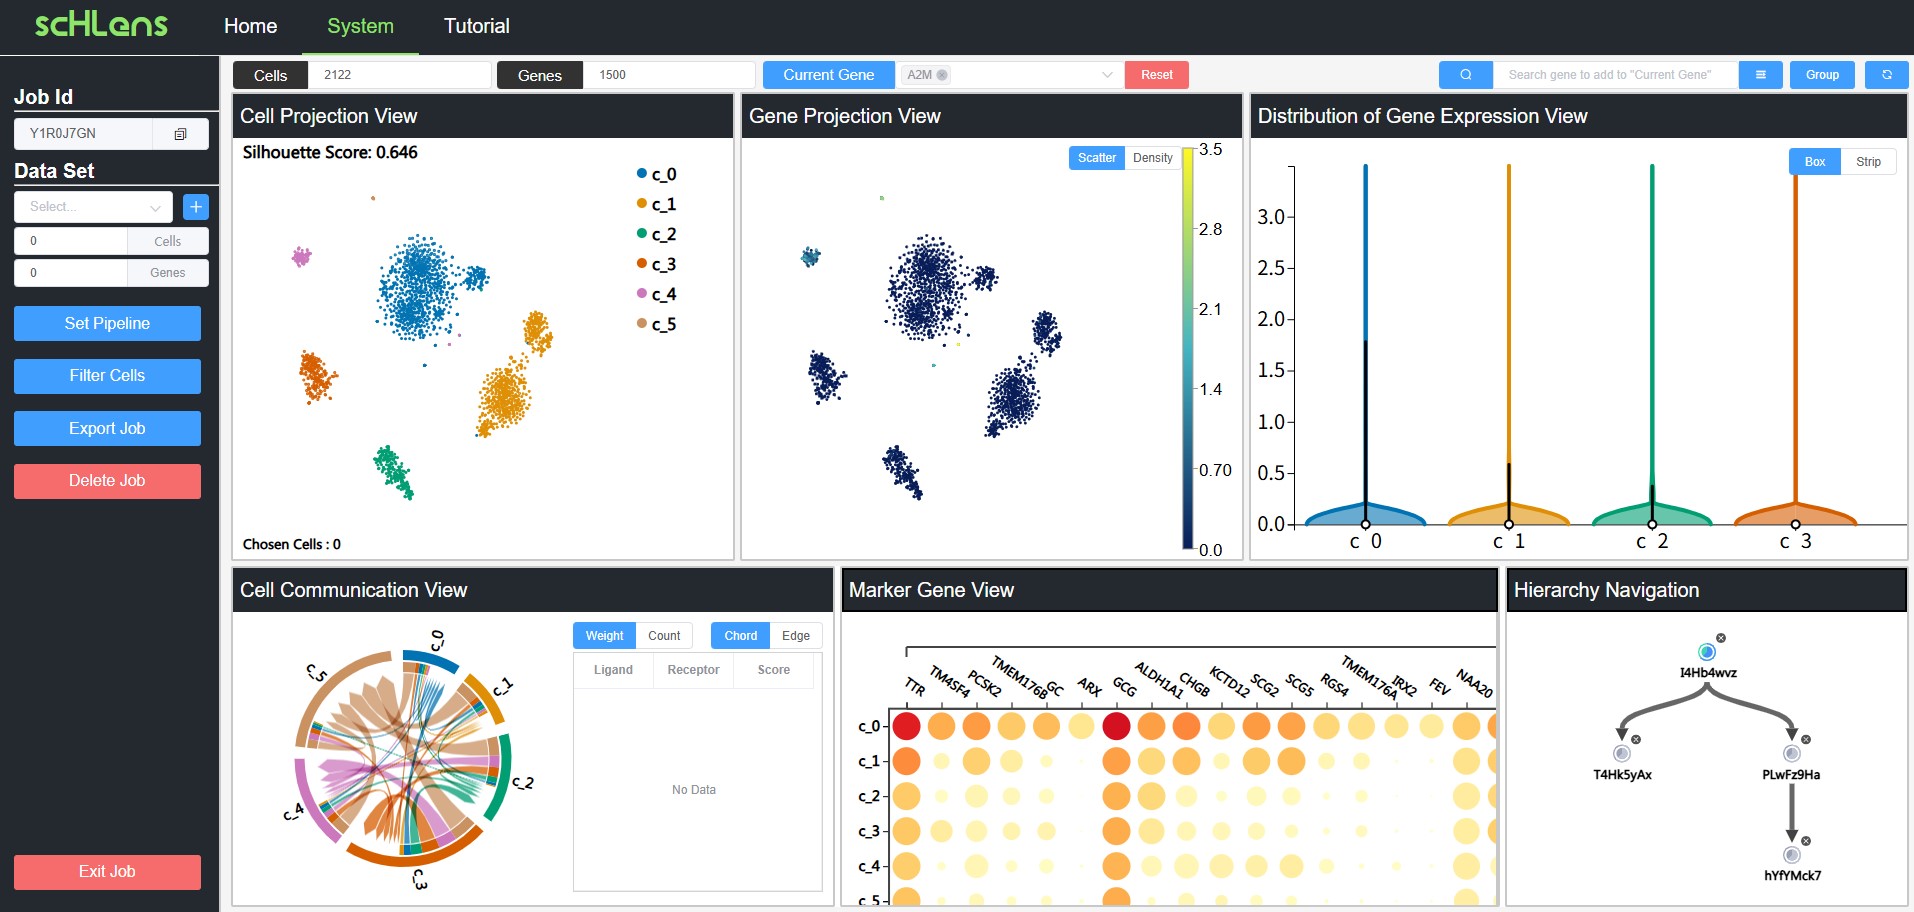 scHLens
Home
System
Tutorial
Job Id
Y1R0J7GN
Data Set
Select...
0
Cells
0
Genes
Set Pipeline
Filter Cells
Export Job
Delete Job
Exit Job
Cells
2122
Genes
1500
Current Gene
A2M
Reset
Search gene to add to "Current Gene"
Group
Cell Projection View
Silhouette Score: 0.646
c_0
c_1
c_2
c_3
c_4
c_5
Chosen Cells : 0
Gene Projection View
Scatter
Density
3.5
2.8
2.1
1.4
0.70
0.0
Distribution of Gene Expression View
Box
Strip
3.0
2.5
2.0
1.5
1.0
0.5
0.0
c 0
c 1
c 2
c 3
Cell Communication View
c_0
c_1
c_2
c_3
c_4
c_5
Weight
Count
Chord
Edge
Ligand
Receptor
Score
No Data
Marker Gene View
TTR
TM4SF4
PCSK2
TMEM176B
GC
ARX
GCG
ALDH1A1
CHGB
KCTD12
SCG2
SCG5
RGS4
TMEM176A
IRX2
FEV
NAA20
c_0
c_1
c_2
c_3
c_4
c_5
Hierarchy Navigation
I4Hb4wvz
T4Hk5yAx
PLwFz9Ha
hYfYMck7